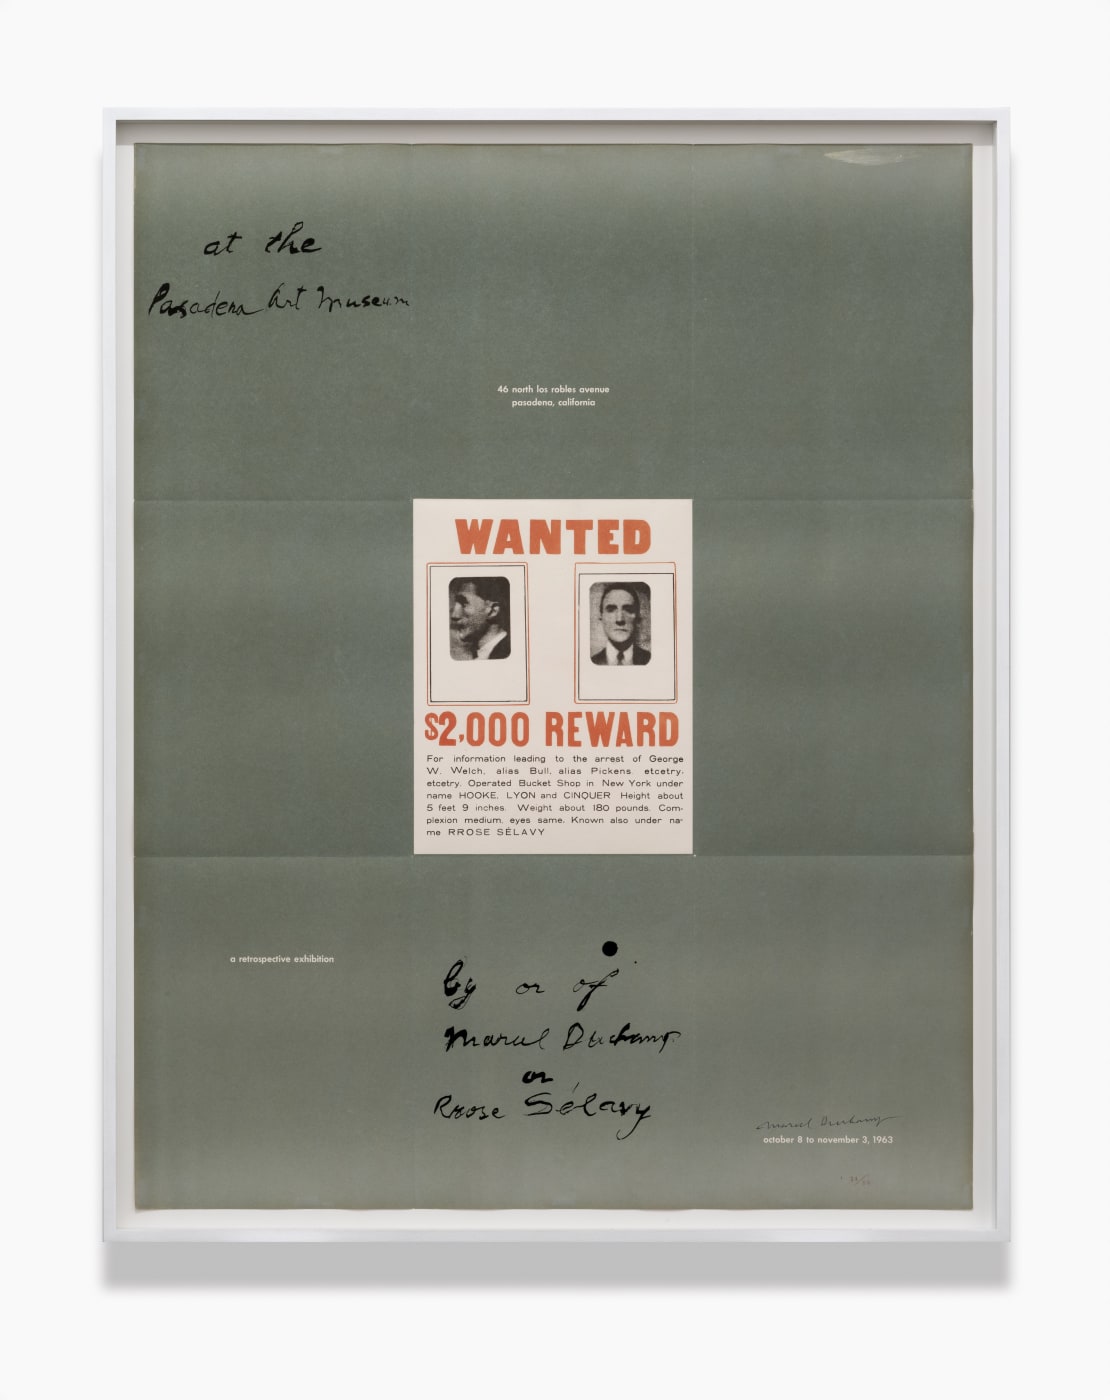 at the
Pasadena Art Museum
46 north los robles avenue
pasadena, california
WANTED
$2,000 REWARD
For information leading to the arrest of George
W. Welch, alias Bull, alias Pickens. etcetry,
etcetry. Operated Bucket Shop in New York under
name HOOKE, LYON and CINQUER Height about
5 feet 9 inches. Weight about 180 pounds. Com-
plexion medium, eyes same. Known also under na-
me RROSE SÉLAVY
a retrospective exhibition
by or of
Marcel Duchamp
or
Rrose Sélavy
Marcel Duchamp
october 8 to november 3, 1963